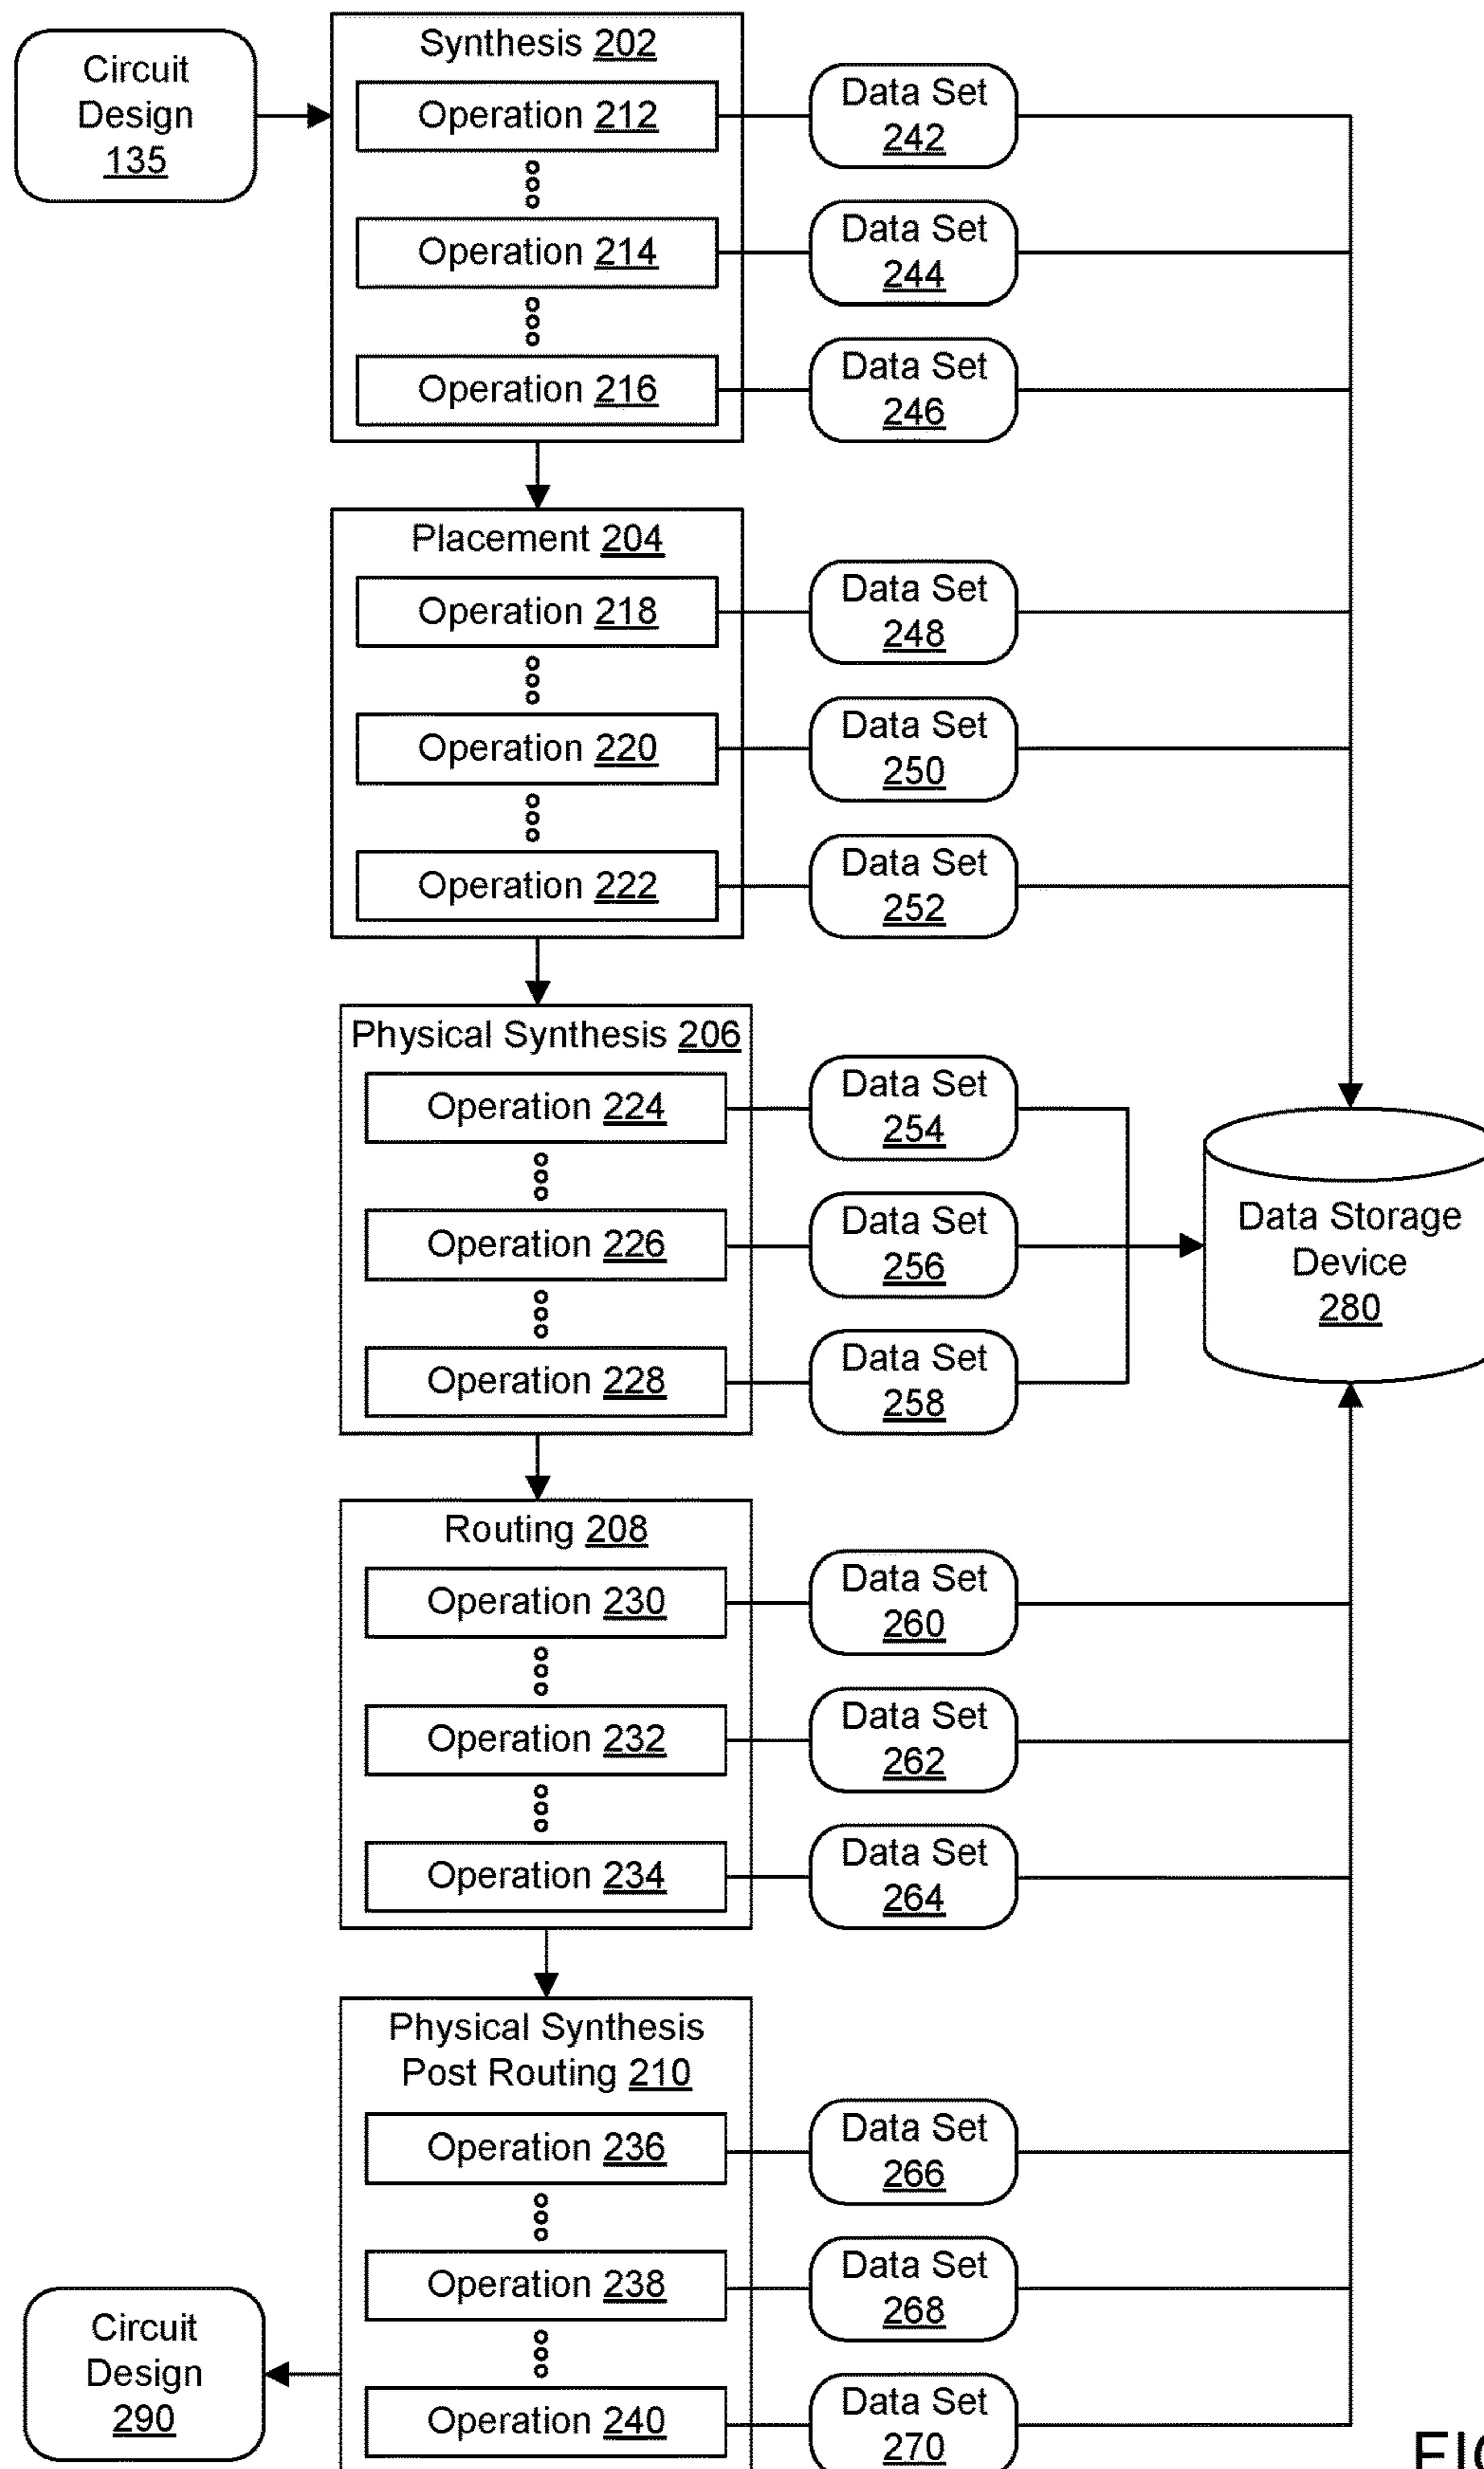 Circuit
Design
135
Synthesis 202
Operation 212
Data Set
242
Operation 214
Data Set
244
Operation 216
Data Set
246
Placement 204
Operation 218
Data Set
248
Operation 220
Data Set
250
Operation 222
Data Set
252
Physical Synthesis 206
Operation 224
Data Set
254
Operation 226
Data Set
256
Operation 228
Data Set
258
Data Storage
Device
280
Routing 208
Operation 230
Data Set
260
Operation 232
Data Set
262
Operation 234
Data Set
264
Physical Synthesis
Post Routing 210
Operation 236
Data Set
266
Operation 238
Data Set
268
Operation 240
Data Set
270
Circuit
Design
290